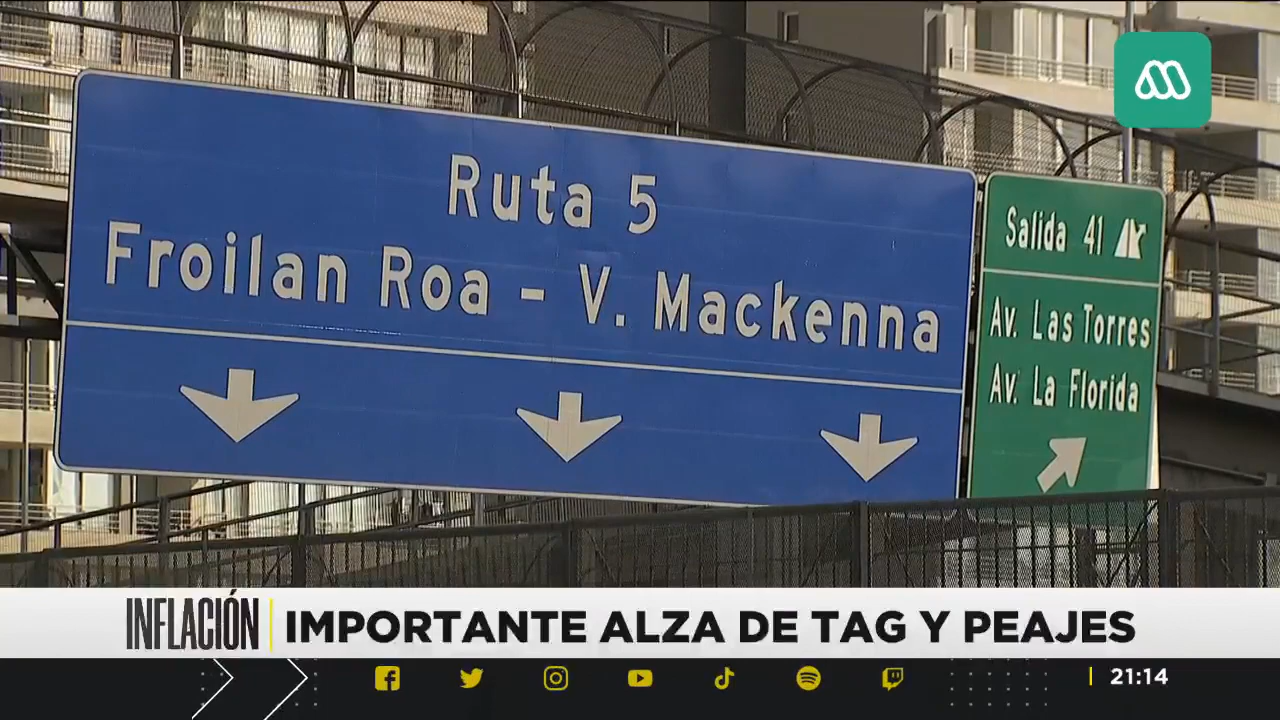 Ruta 5
Froilan Roa - V. Mackenna
Salida 41
Av. Las Torres
Av. La Florida
INFLACIÓN
IMPORTANTE ALZA DE TAG Y PEAJES
21:14